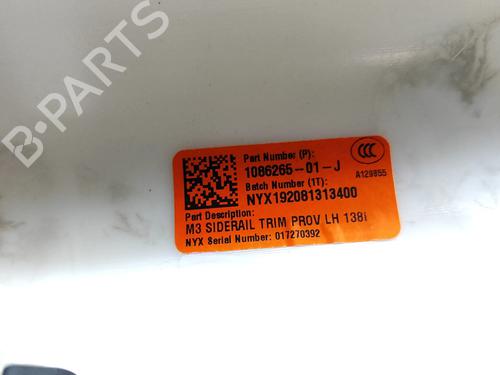 B-PARTS
Part Number (P):
1086265-01-J
CCC
A129855
Batch Number (1T):
NYX192081313400
Part Description:
M3 SIDERAIL TRIM PROV LH 138i
NYX Serial Number: 017270392